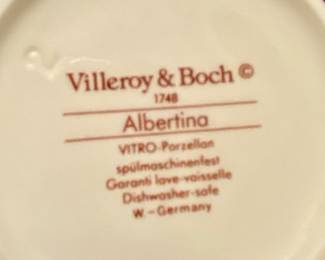 Villeroy & Boch ©
1748
Albertina
VITRO-Porzellan
spülmaschinenfest
Garanti lave-vaisselle
Dishwasher-safe
W.-Germany